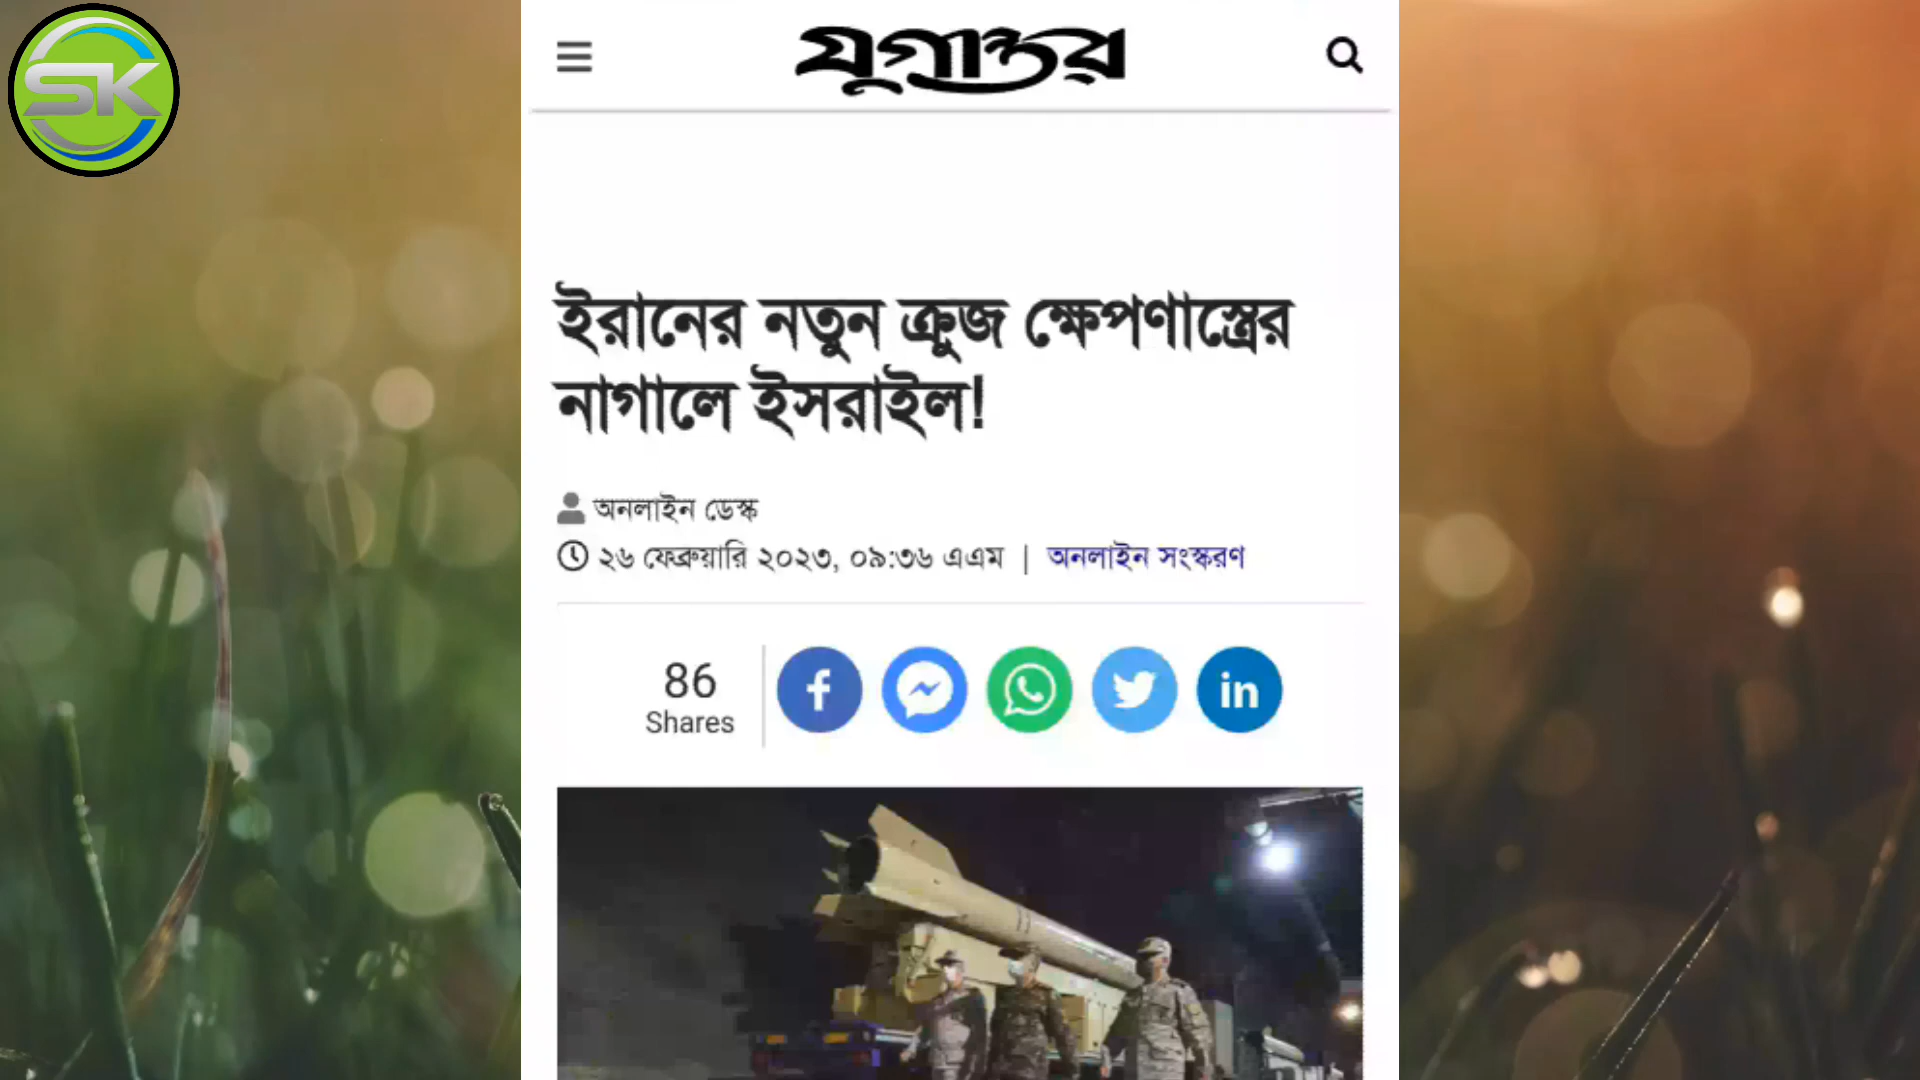 SK
যুগান্তর
ইরানের নতুন ক্রুজ ক্ষেপণাস্ত্রের
নাগালে ইসরাইল!
অনলাইন ডেস্ক
২৬ ফেব্রুয়ারি ২০২৩, ০৯:৩৬ এএম | অনলাইন সংস্করণ
86
Shares